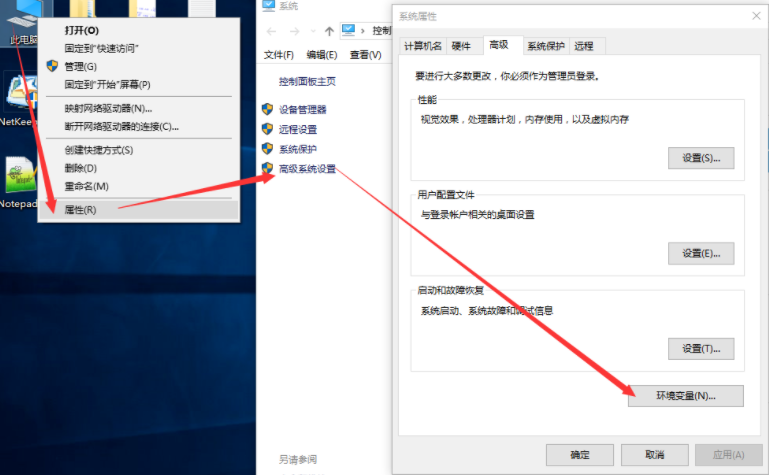 此电脑
NetKee
Notepad
打开(O)
固定到"快速访问"
管理(G)
固定到"开始"屏幕(P)
映射网络驱动器(N)...
断开网络驱动器的连接(C)...
创建快捷方式(S)
删除(D)
重命名(M)
属性(R)
系统
控制
文件(F) 编辑(E) 查看(V)
控制面板主页
设备管理器
远程设置
系统保护
高级系统设置
另请参阅
系统属性
计算机名 硬件 高级 系统保护 远程
要进行大多数更改，你必须作为管理员登录。
性能
视觉效果，处理器计划，内存使用，以及虚拟内存
设置(S)...
用户配置文件
与登录帐户相关的桌面设置
设置(E)...
启动和故障恢复
系统启动、系统故障和调试信息
设置(T)...
环境变量(N)...
确定 取消 应用(A)